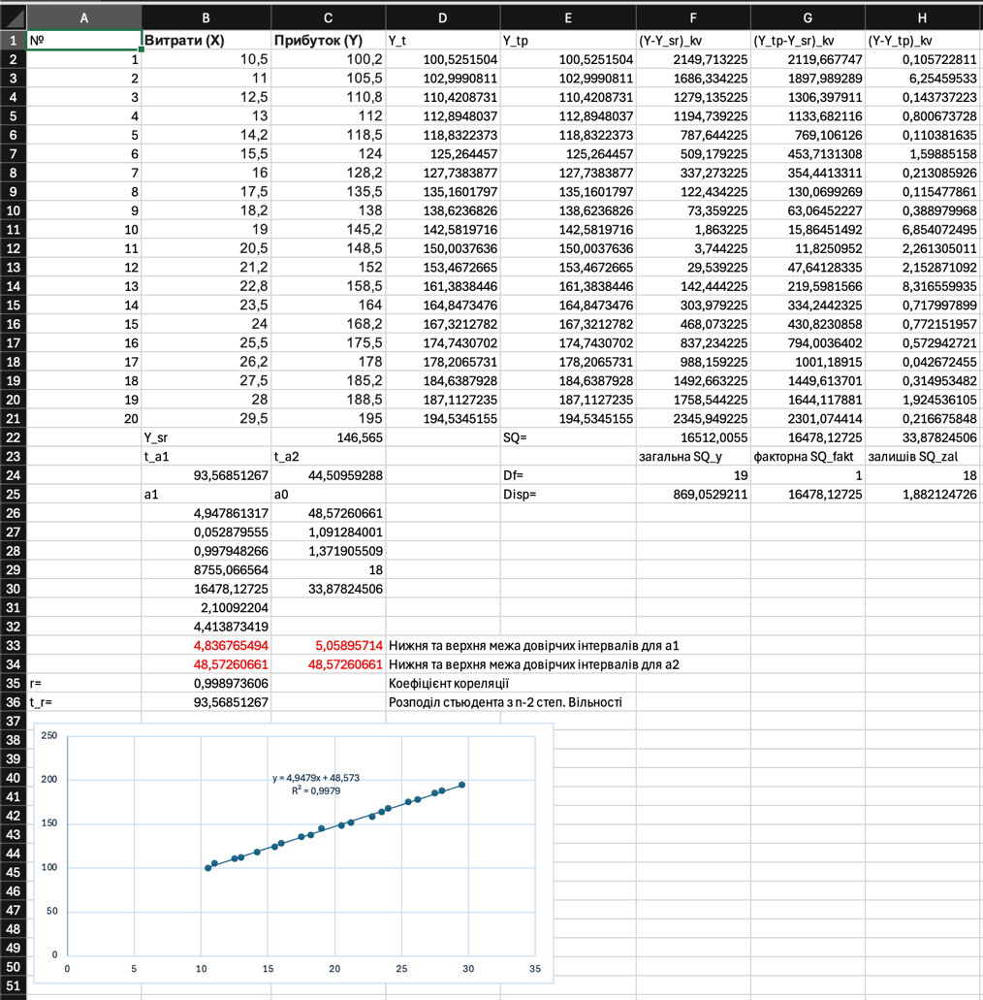 A B C D E F G H
1 № Витрати (X) Прибуток (Y) Y_t Y_tp (Y-Y_sr)_kv (Y_tp-Y_sr)_kv (Y-Y_tp)_kv
2 1 10,5 100,2 100,5251504 100,5251504 2149,713225 2119,667747 0,105722811
3 2 11 105,5 102,9990811 102,9990811 1686,334225 1897,989289 6,25459533
4 3 12,5 110,8 110,4208731 110,4208731 1279,135225 1306,397911 0,143737223
5 4 13 112 112,8948037 112,8948037 1194,739225 1133,682116 0,800673728
6 5 14,2 118,5 118,8322373 118,8322373 787,644225 769,106126 0,110381635
7 6 15,5 124 125,264457 125,264457 509,179225 453,7131308 1,59885158
8 7 16 128,2 127,7383877 127,7383877 337,273225 354,4413311 0,213085926
9 8 17,5 135,5 135,1601797 135,1601797 122,434225 130,0699269 0,115477861
10 9 18,2 138 138,6236826 138,6236826 73,359225 63,06452227 0,388979968
11 10 19 145,2 142,5819716 142,5819716 1,863225 15,86451492 6,854072495
12 11 20,5 148,5 150,0037636 150,0037636 3,744225 11,8250952 2,261305011
13 12 21,2 152 153,4672665 153,4672665 29,539225 47,64128335 2,152871092
14 13 22,8 158,5 161,3838446 161,3838446 142,444225 219,5981566 8,316559935
15 14 23,5 164 164,8473476 164,8473476 303,979225 334,2442325 0,717997899
16 15 24 168,2 167,3212782 167,3212782 468,073225 430,8230858 0,772151957
17 16 25,5 175,5 174,7430702 174,7430702 837,234225 794,0036402 0,572942721
18 17 26,2 178 178,2065731 178,2065731 988,159225 1001,18915 0,042672455
19 18 27,5 185,2 184,6387928 184,6387928 1492,663225 1449,613701 0,314953482
20 19 28 188,5 187,1127235 187,1127235 1758,544225 1644,117881 1,924536105
21 20 29,5 195 194,5345155 194,5345155 2345,949225 2301,074414 0,216675848
22 Y_sr 146,565 SQ= 16512,0055 16478,12725 33,87824506
23 t_a1 t_a2 загальна SQ_y факторна SQ_fakt залишів SQ_zal
24 93,56851267 44,50959288 Df= 19 1 18
25 a1 a0 Disp= 869,0529211 16478,12725 1,882124726
26 4,947861317 48,57260661
27 0,052879555 1,091284001
28 0,997948266 1,371905509
29 8755,066564 18
30 16478,12725 33,87824506
31 2,10092204
32 4,413873419
33 4,836765494 5,05895714 Нижня та верхня межа довірчих інтервалів для a1
34 48,57260661 48,57260661 Нижня та верхня межа довірчих інтервалів для a2
35 r= 0,998973606 Коефіцієнт кореляції
36 t_r= 93,56851267 Розподіл стьюдента з n-2 степ. Вільності
37
38 250
39
40 200 y = 4,9479x + 48,573
41 R² = 0,9979
42 150
43
44 100
45
46
47 50
48
49 0
50 0 5 10 15 20 25 30 35
51